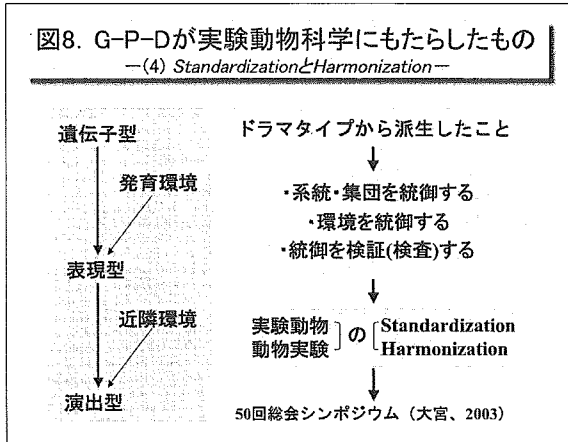 図8. G-P-Dが実験動物科学にもたらしたもの
−(4) StandardizationとHarmonization−
遺伝子型
発育環境
表現型
近隣環境
演出型
ドラマタイプから派生したこと
・系統・集団を統御する
・環境を統御する
・統御を検証(検査)する
実験動物
動物実験
の
Standardization
Harmonization
50回総会シンポジウム（大宮、2003）